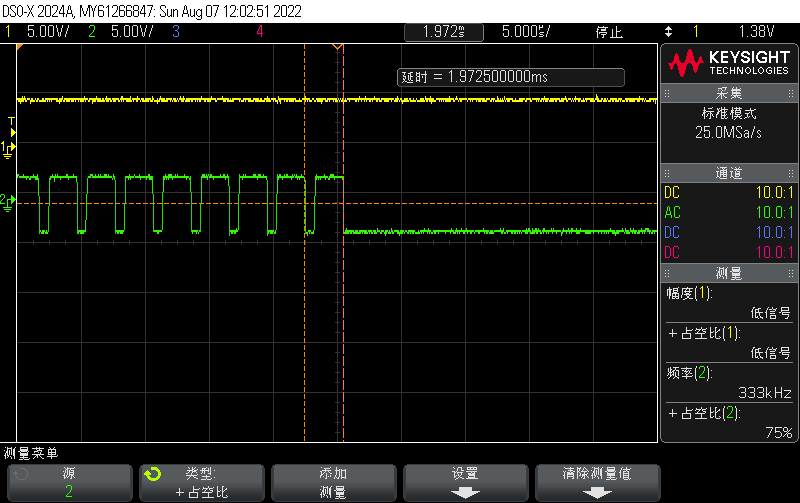 DSO-X 2024A, MY61266847: Sun Aug 07 12:02:51 2022
1 5.00V/ 2 5.00V/ 3 4 1.972ms 5.000us/ 停止 1 1.38V
延时 = 1.972500000ms
KEYSIGHT
TECHNOLOGIES
采集
标准模式
25.0MSa/s
通道
DC 10.0:1
AC 10.0:1
DC 10.0:1
DC 10.0:1
测量
幅度(1):
低信号
+占空比(1):
低信号
频率(2):
333kHz
+占空比(2):
75%
T
1
2
测量菜单
源
2
类型:
+占空比
添加
测量
设置
清除测量值